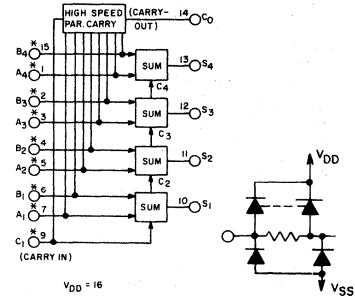 HIGH SPEED
PAR. CARRY
(CARRY-OUT)
14
C0
* 15
B4
* 1
A4
SUM
13
S4
C4
* 2
B3
* 3
A3
SUM
12
S3
C3
* 4
B2
* 5
A2
SUM
11
S2
C2
* 6
B1
* 7
A1
SUM
10
S1
* 9
C1
(CARRY IN)
VDD = 16
VDD
VSS